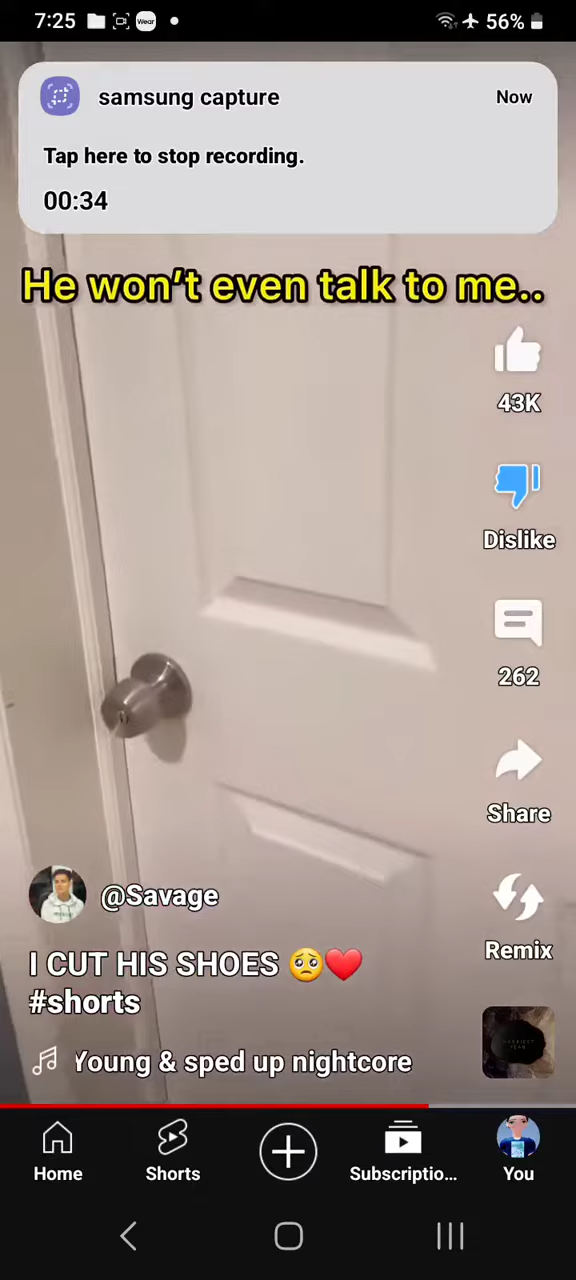 7:25
Wear
56%
samsung capture
Now
Tap here to stop recording.
00:34
He won’t even talk to me..
43K
Dislike
262
Share
@Savage
Remix
I CUT HIS SHOES 🥺❤️
#shorts
Young & sped up nightcore
Home
Shorts
Subscriptio...
You